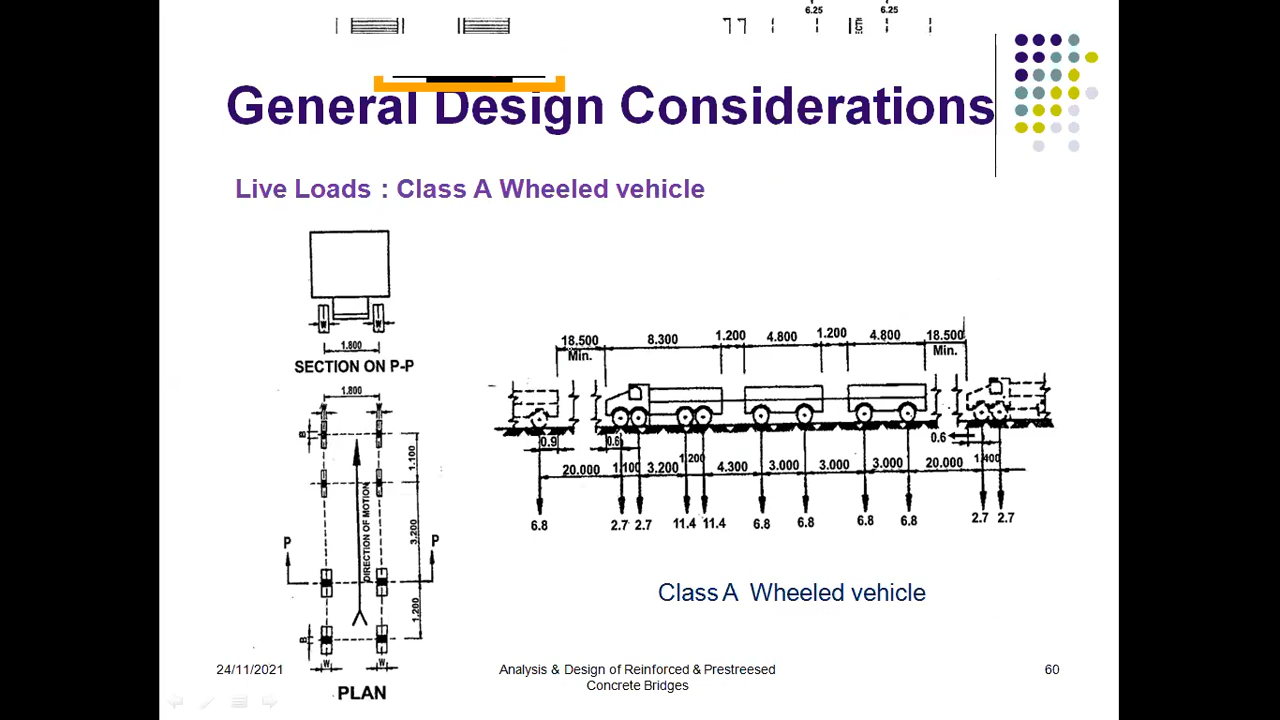 6.25 6.25
General Design Considerations
Live Loads : Class A Wheeled vehicle
W W
1.800
SECTION ON P-P
1.800
B
1.100
3.200
1.200
DIRECTION OF MOTION
P P
B
W W
PLAN
18.500 8.300 1.200 4.800 1.200 4.800 18.500
Min. Min.
0.9 0.6 0.6
20.000 1.100 3.200 1.200 4.300 3.000 3.000 3.000 20.000
6.8 2.7 2.7 11.4 11.4 6.8 6.8 6.8 6.8 2.7 2.7
Class A Wheeled vehicle
24/11/2021
Analysis & Design of Reinforced & Prestreesed
Concrete Bridges
60